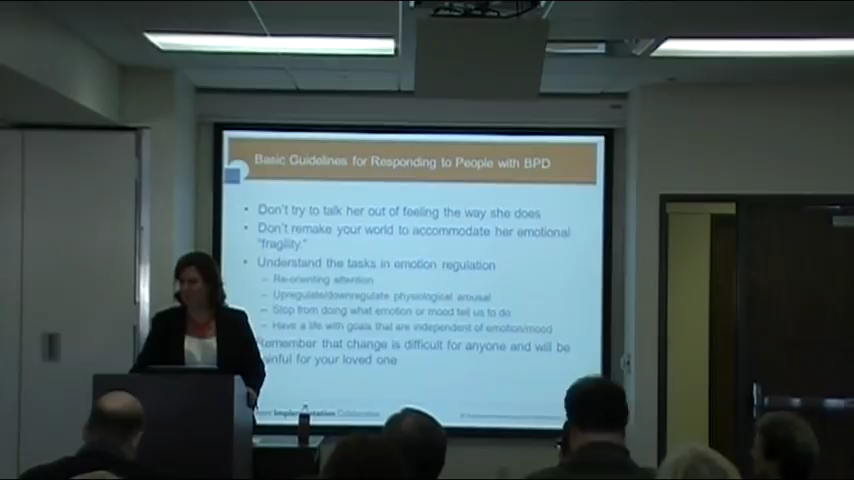 Basic Guidelines for Responding to People with BPD
• Don't try to talk her out of feeling the way she does
• Don't remake your world to accommodate her emotional
"fragility."
• Understand the tasks in emotion regulation
– Re-orienting attention
– Upregulate/downregulate physiological arousal
– Stop from doing what emotion or mood tell us to do
– Have a life with goals that are independent of emotion/mood
Remember that change is difficult for anyone and will be
painful for your loved one
Implementation Collaborative